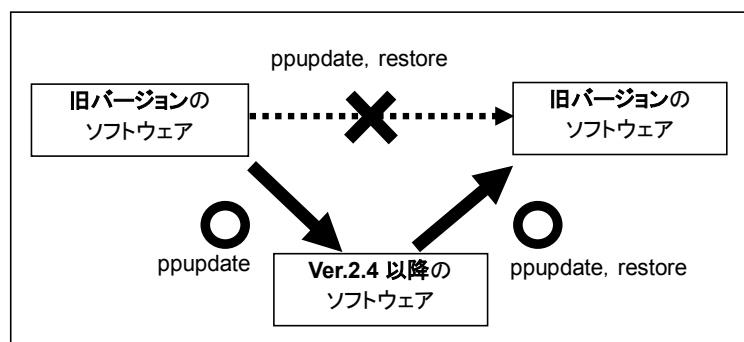 ppupdate, restore
旧バージョンの
ソフトウェア
旧バージョンの
ソフトウェア
ppupdate
Ver.2.4 以降の
ソフトウェア
ppupdate, restore